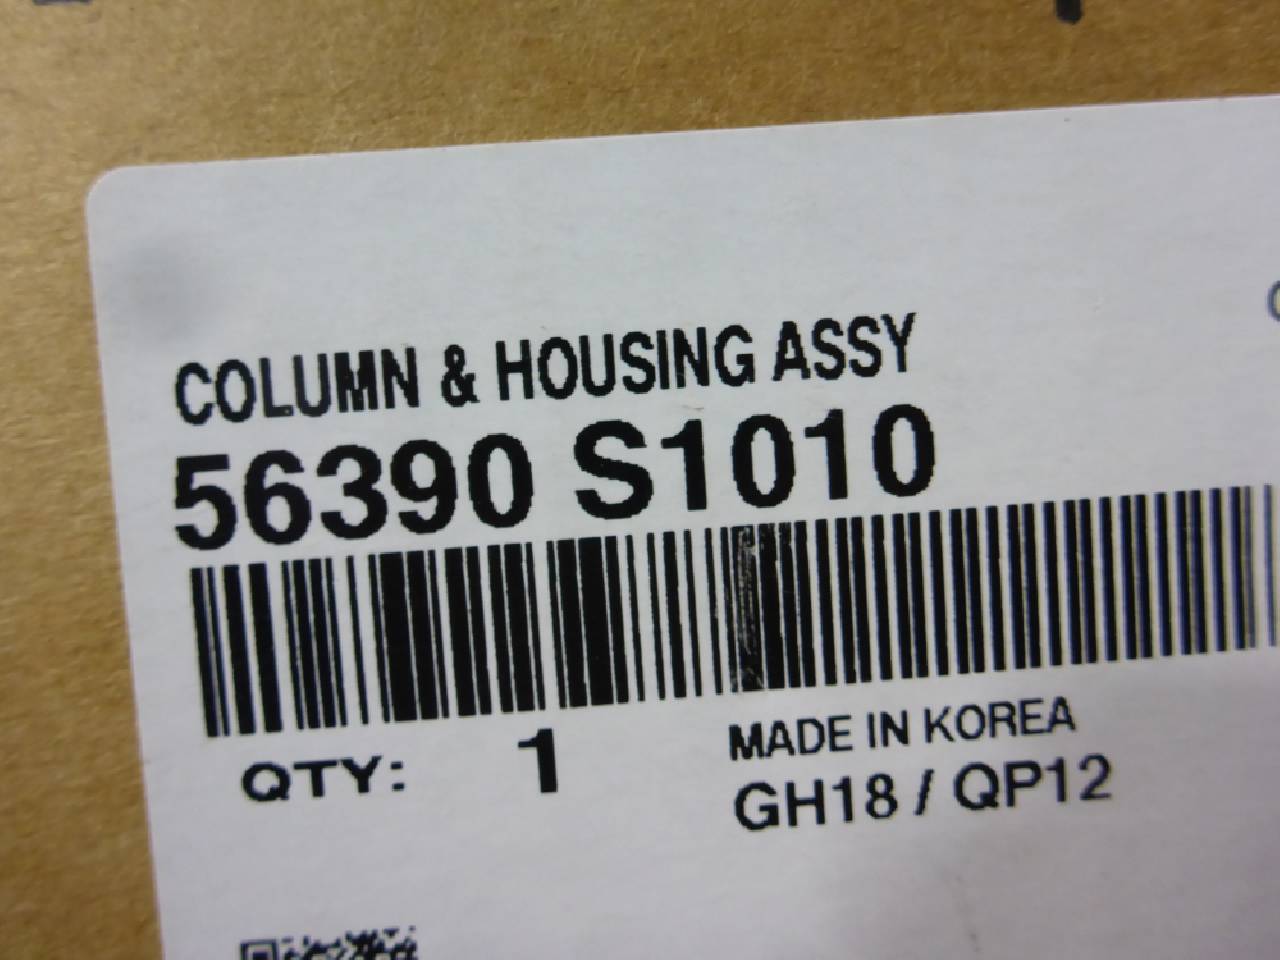 COLUMN & HOUSING ASSY
56390 S1010
QTY: 1
MADE IN KOREA
GH18 / QP12